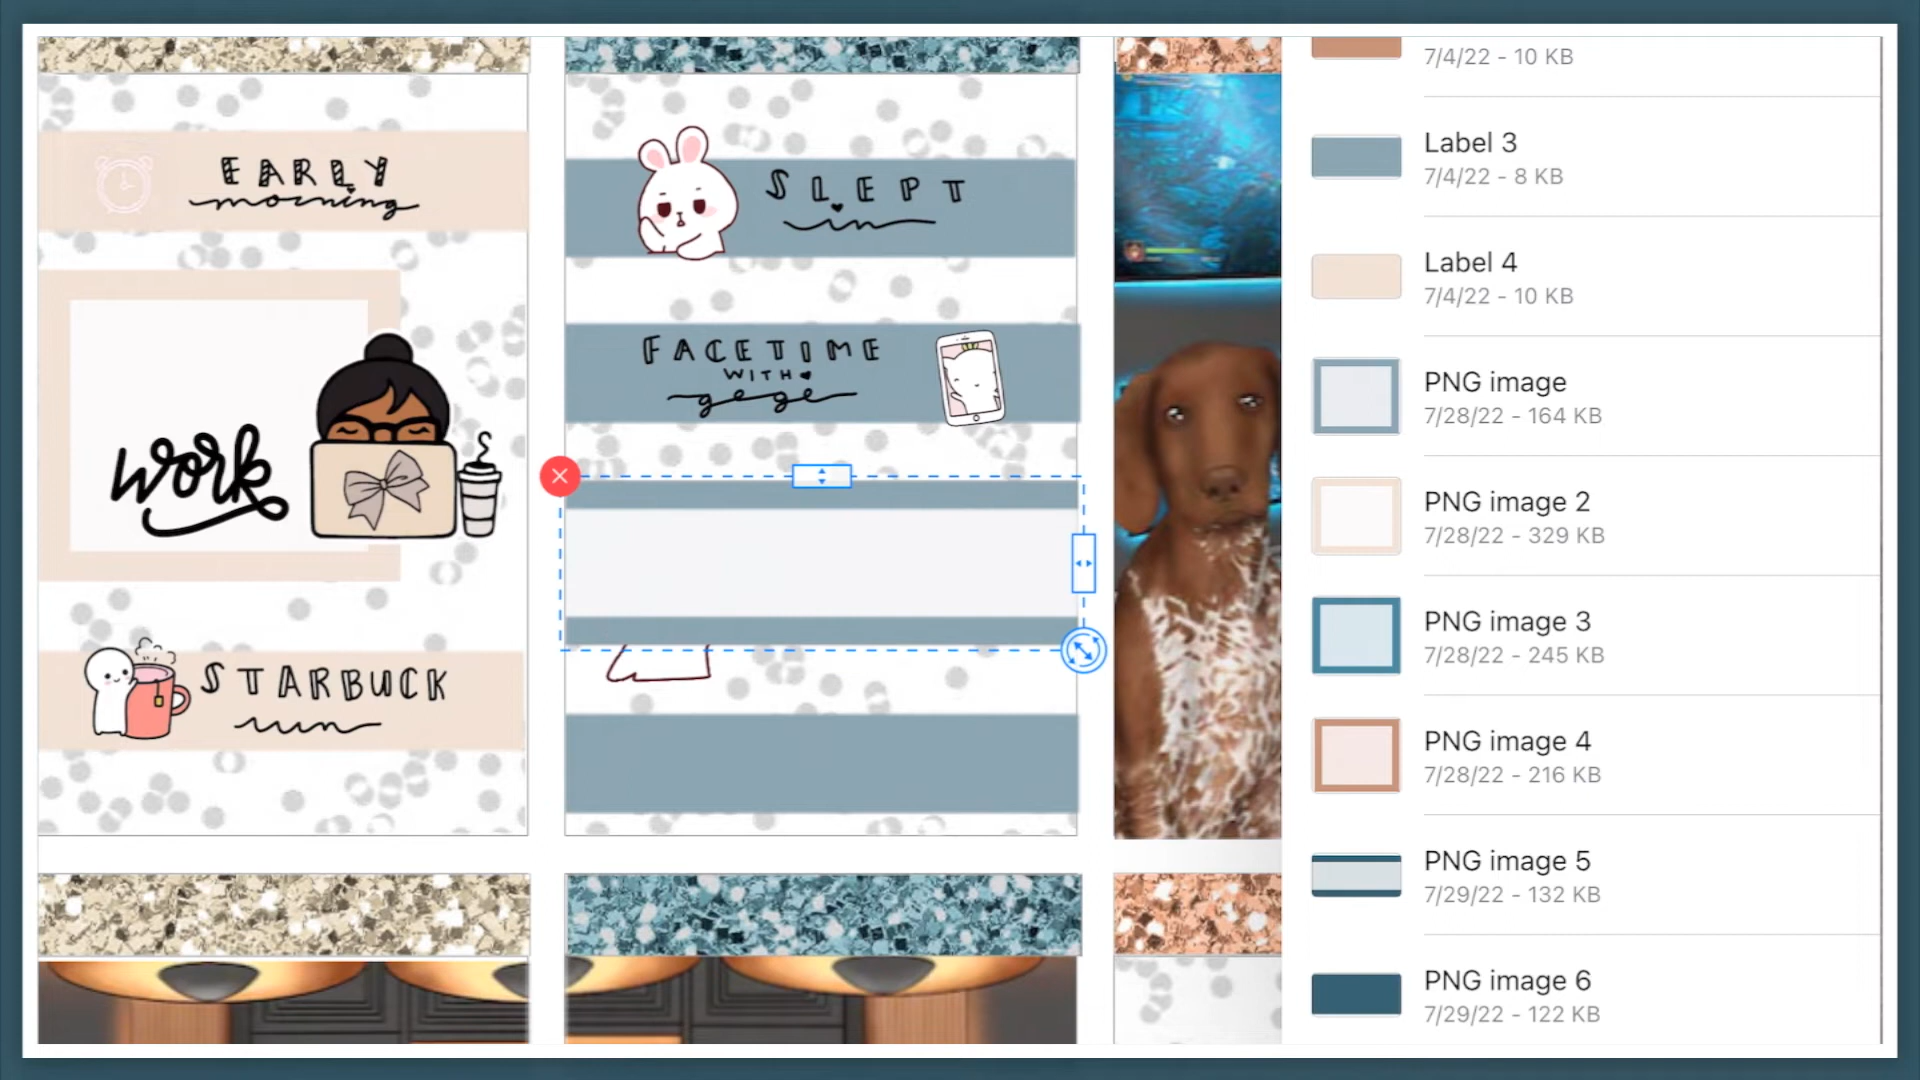 EARLY
morning
work
STARBUCK
run
SLEPT
in
FACETIME
WITH
gege
7/4/22 - 10 KB
Label 3
7/4/22 - 8 KB
Label 4
7/4/22 - 10 KB
PNG image
7/28/22 - 164 KB
PNG image 2
7/28/22 - 329 KB
PNG image 3
7/28/22 - 245 KB
PNG image 4
7/28/22 - 216 KB
PNG image 5
7/29/22 - 132 KB
PNG image 6
7/29/22 - 122 KB